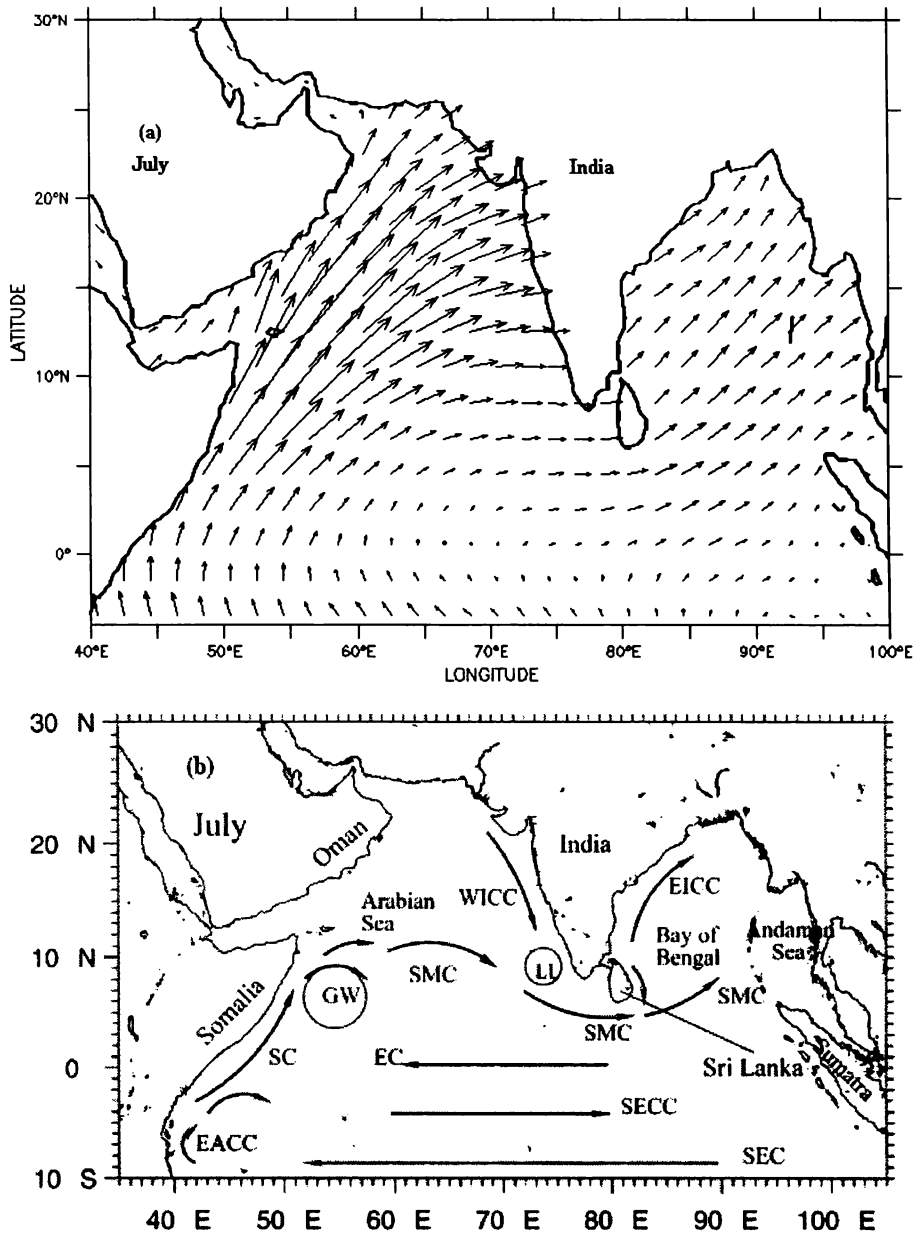 30°N
(a)
July
India
20°N
LATITUDE
10°N
0°
40°E 50°E 60°E 70°E 80°E 90°E 100°E
LONGITUDE
30 N
(b)
July
Oman
India
20 N
WICC
EICC
Arabian
Sea
Bay of
Bengal
Andaman
Sea
10 N
LL
SMC
GW
SMC
Somalia
SMC
SC
EC
Sri Lanka
Sumatra
0
SECC
EACC
SEC
10 S
40 E 50 E 60 E 70 E 80 E 90 E 100 E